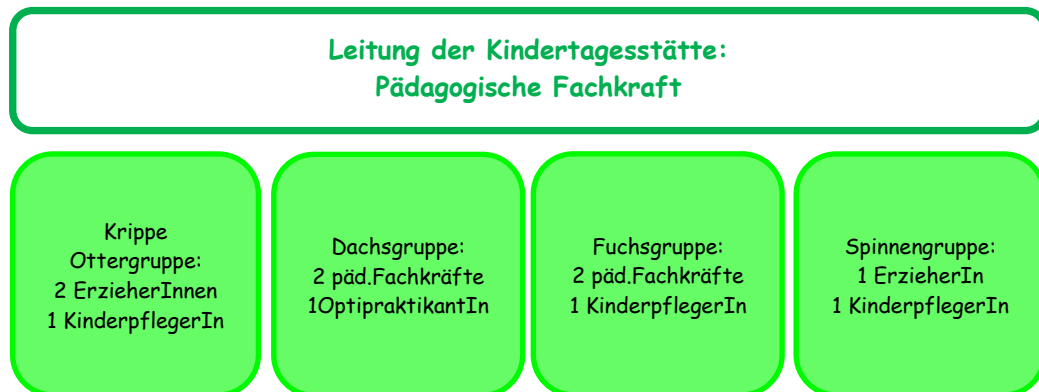 Leitung der Kindertagesstätte:
Pädagogische Fachkraft
Krippe
Ottergruppe:
2 ErzieherInnen
1 KinderpflegerIn
Dachsgruppe:
2 päd.Fachkräfte
1OptipraktikantIn
Fuchsgruppe:
2 päd.Fachkräfte
1 KinderpflegerIn
Spinnengruppe:
1 ErzieherIn
1 KinderpflegerIn